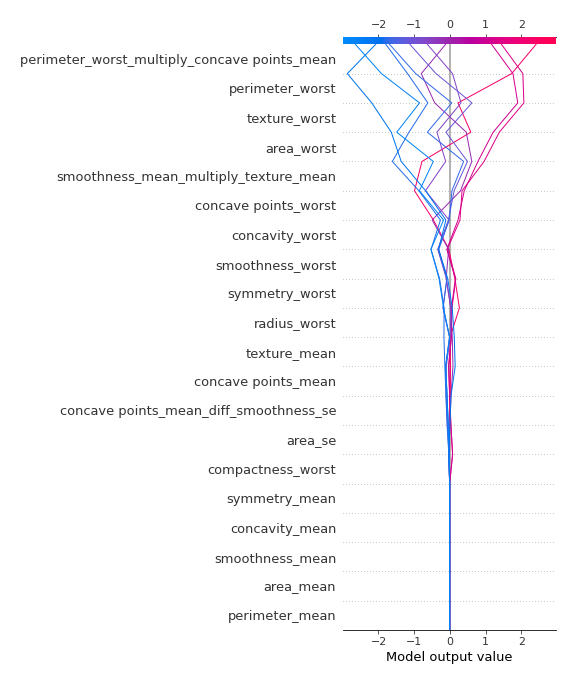 −2 −1 0 1 2
perimeter_worst_multiply_concave points_mean
perimeter_worst
texture_worst
area_worst
smoothness_mean_multiply_texture_mean
concave points_worst
concavity_worst
smoothness_worst
symmetry_worst
radius_worst
texture_mean
concave points_mean
concave points_mean_diff_smoothness_se
area_se
compactness_worst
symmetry_mean
concavity_mean
smoothness_mean
area_mean
perimeter_mean
−2 −1 0 1 2
Model output value